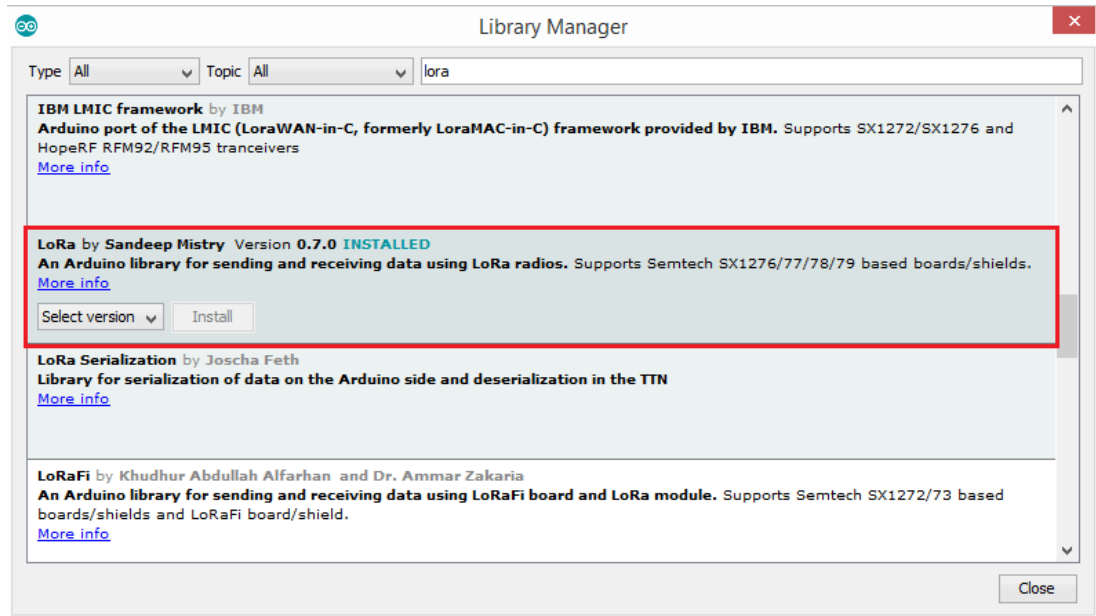 Library Manager
Type All Topic All lora
IBM LMIC framework by IBM
Arduino port of the LMIC (LoraWAN-in-C, formerly LoraMAC-in-C) framework provided by IBM. Supports SX1272/SX1276 and
HopeRF RFM92/RFM95 tranceivers
More info
LoRa by Sandeep Mistry Version 0.7.0 INSTALLED
An Arduino library for sending and receiving data using LoRa radios. Supports Semtech SX1276/77/78/79 based boards/shields.
More info
Select version Install
LoRa Serialization by Joscha Feth
Library for serialization of data on the Arduino side and deserialization in the TTN
More info
LoRaFi by Khudhur Abdullah Alfarhan and Dr. Ammar Zakaria
An Arduino library for sending and receiving data using LoRaFi board and LoRa module. Supports Semtech SX1272/73 based
boards/shields and LoRaFi board/shield.
More info
Close